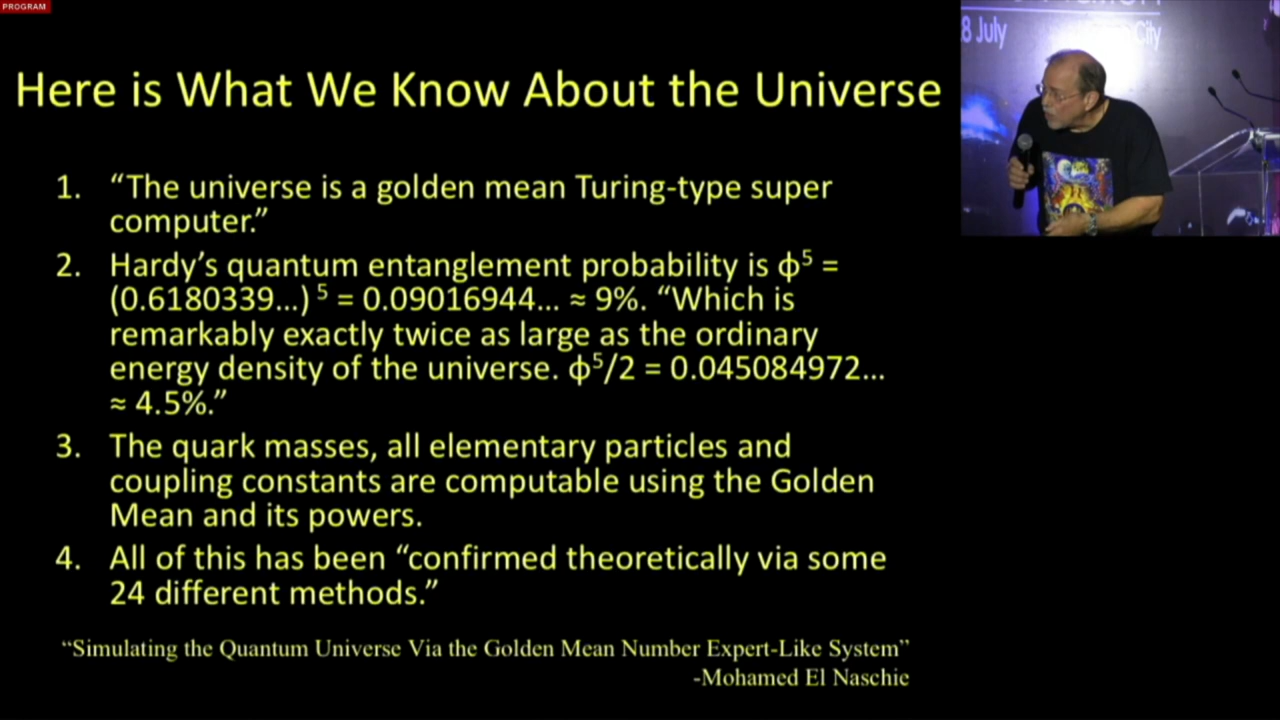 PROGRAM
Here is What We Know About the Universe
1. “The universe is a golden mean Turing-type super
computer.”
2. Hardy’s quantum entanglement probability is ϕ⁵ =
(0.6180339…) ⁵ = 0.09016944… ≈ 9%. “Which is
remarkably exactly twice as large as the ordinary
energy density of the universe. ϕ⁵/2 = 0.045084972…
≈ 4.5%.”
3. The quark masses, all elementary particles and
coupling constants are computable using the Golden
Mean and its powers.
4. All of this has been “confirmed theoretically via some
24 different methods.”
“Simulating the Quantum Universe Via the Golden Mean Number Expert-Like System”
-Mohamed El Naschie
8 July
City